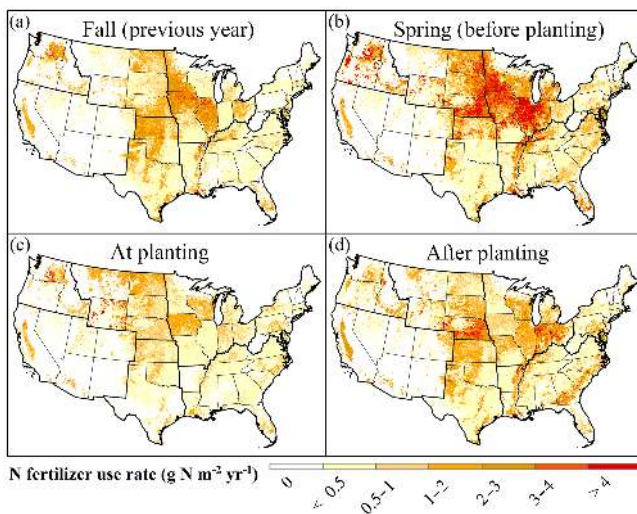 (a) Fall (previous year)
(b) Spring (before planting)
(c) At planting
(d) After planting
N fertilizer use rate (g N m⁻² yr⁻¹)
0
< 0.5
0.5–1
1–2
2–3
3–4
> 4